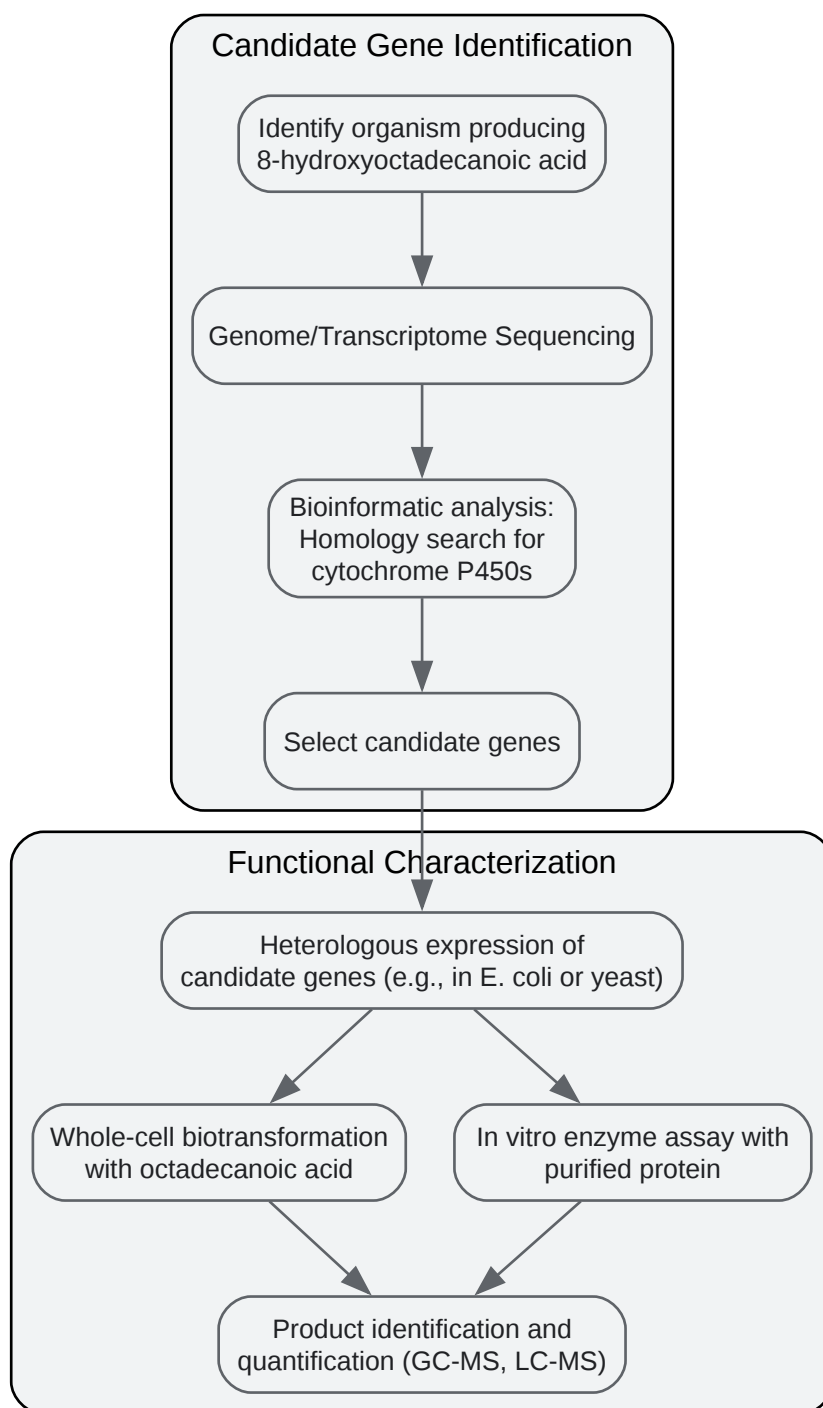 Candidate Gene Identification
Identify organism producing
8-hydroxyoctadecanoic acid
Genome/Transcriptome Sequencing
Bioinformatic analysis:
Homology search for
cytochrome P450s
Select candidate genes
Functional Characterization
Heterologous expression of
candidate genes (e.g., in E. coli or yeast)
Whole-cell biotransformation
with octadecanoic acid
In vitro enzyme assay with
purified protein
Product identification and
quantification (GC-MS, LC-MS)